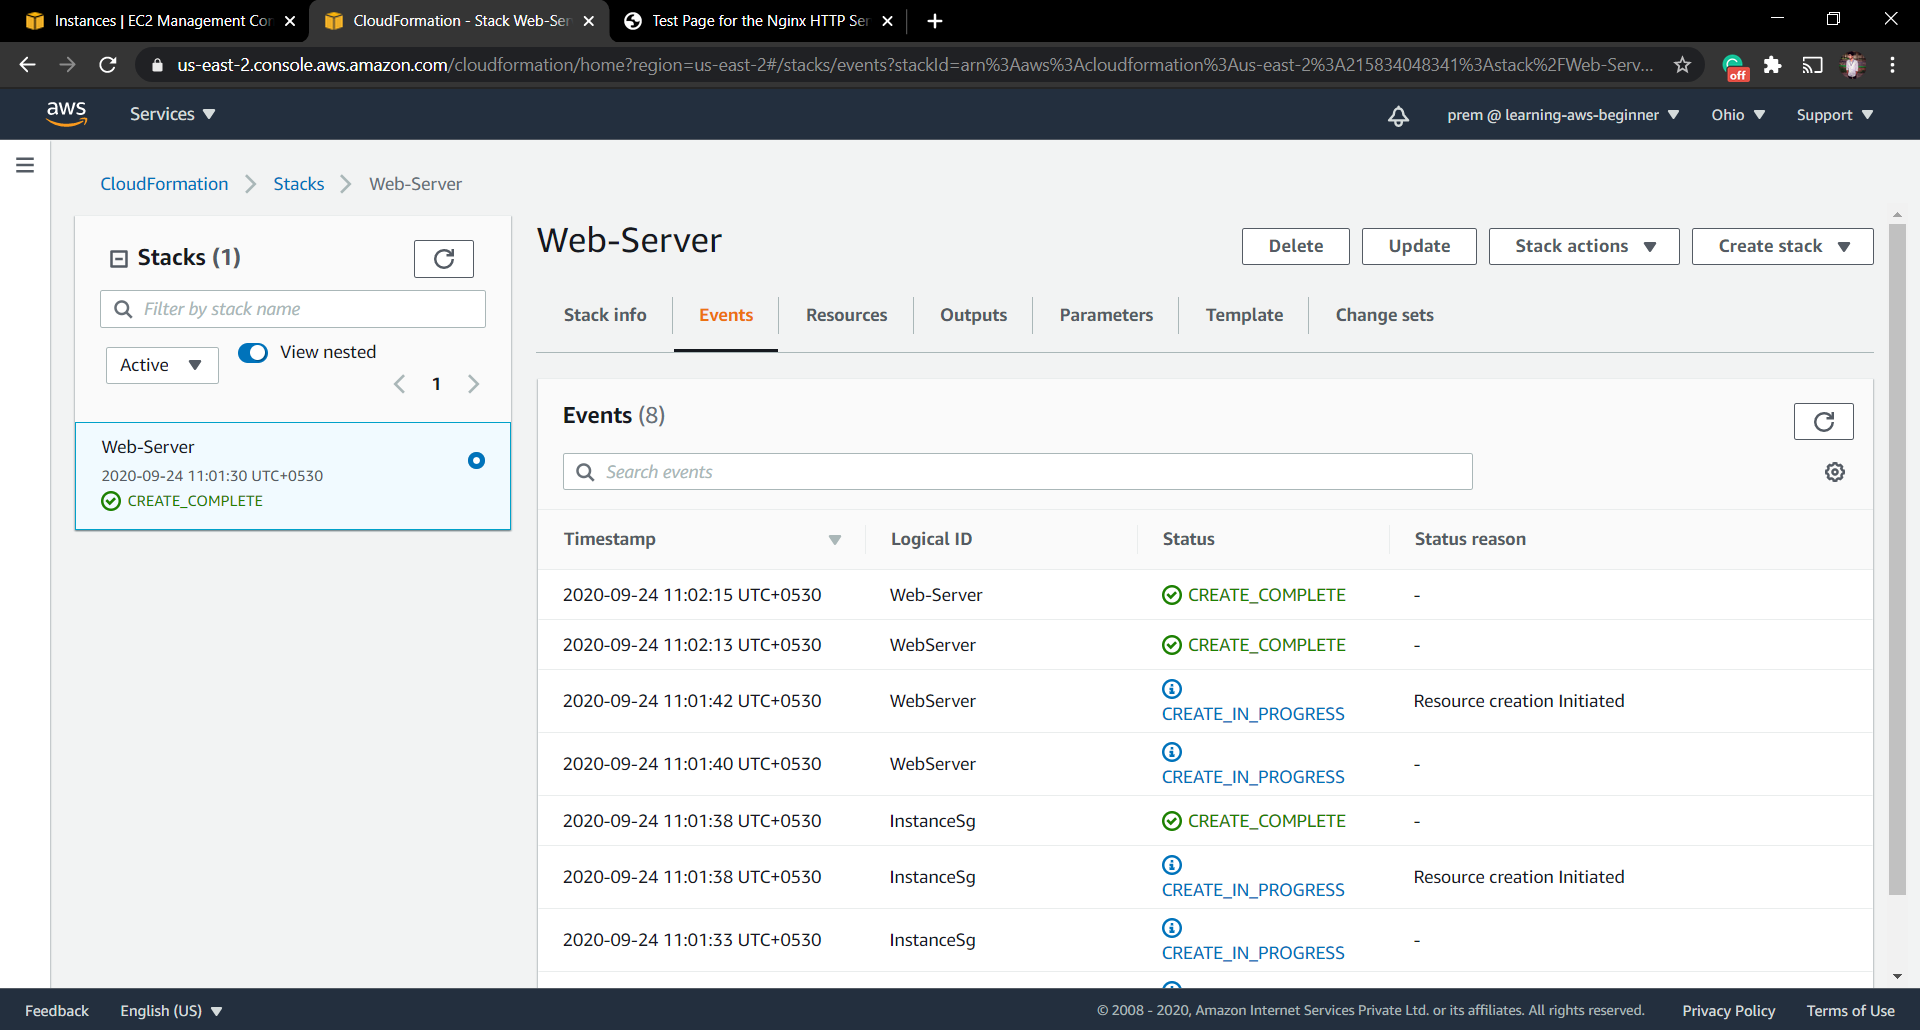 Instances | EC2 Management Con
CloudFormation - Stack Web-Ser
Test Page for the Nginx HTTP Ser
us-east-2.console.aws.amazon.com/cloudformation/home?region=us-east-2#/stacks/events?stackId=arn%3Aaws%3Acloudformation%3Aus-east-2%3A215834048341%3Astack%2FWeb-Serv...
off
aws
Services
prem @ learning-aws-beginner
Ohio
Support
CloudFormation
Stacks
Web-Server
Stacks (1)
Filter by stack name
Active
View nested
1
Web-Server
2020-09-24 11:01:30 UTC+0530
CREATE_COMPLETE
Web-Server
Delete
Update
Stack actions
Create stack
Stack info
Events
Resources
Outputs
Parameters
Template
Change sets
Events (8)
Search events
Timestamp Logical ID Status Status reason
2020-09-24 11:02:15 UTC+0530 Web-Server CREATE_COMPLETE -
2020-09-24 11:02:13 UTC+0530 WebServer CREATE_COMPLETE -
2020-09-24 11:01:42 UTC+0530 WebServer CREATE_IN_PROGRESS Resource creation Initiated
2020-09-24 11:01:40 UTC+0530 WebServer CREATE_IN_PROGRESS -
2020-09-24 11:01:38 UTC+0530 InstanceSg CREATE_COMPLETE -
2020-09-24 11:01:38 UTC+0530 InstanceSg CREATE_IN_PROGRESS Resource creation Initiated
2020-09-24 11:01:33 UTC+0530 InstanceSg CREATE_IN_PROGRESS -
Feedback
English (US)
© 2008 - 2020, Amazon Internet Services Private Ltd. or its affiliates. All rights reserved.
Privacy Policy
Terms of Use